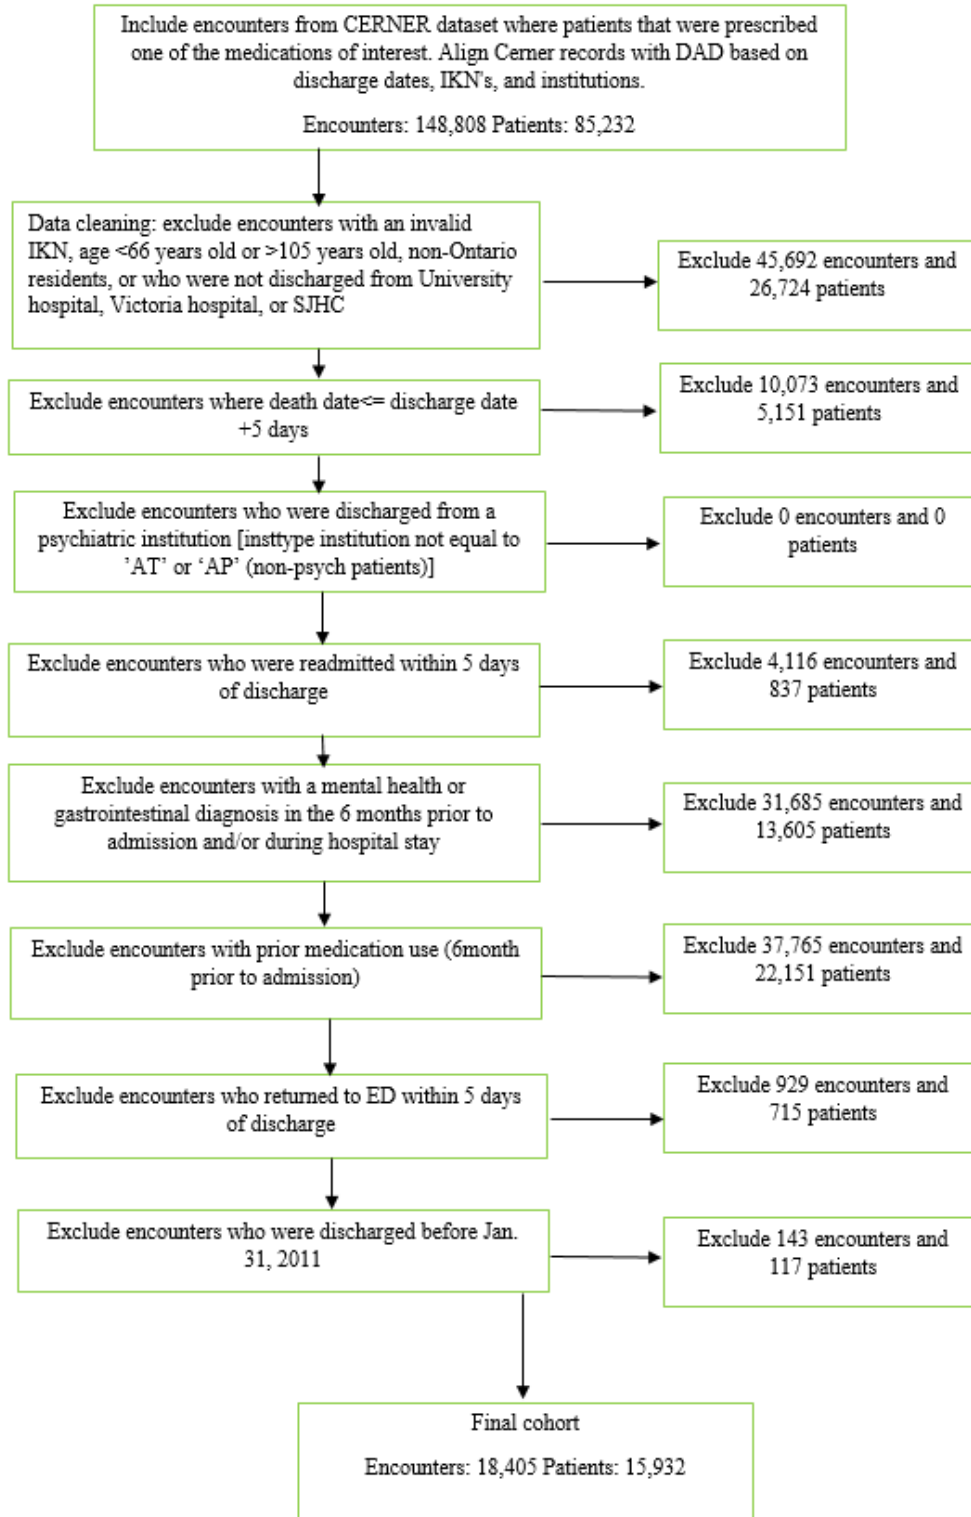 Include encounters from CERNER dataset where patients that were prescribed
one of the medications of interest. Align Cerner records with DAD based on
discharge dates, IKN's, and institutions.
Encounters: 148,808 Patients: 85,232
Data cleaning: exclude encounters with an invalid
IKN, age <66 years old or >105 years old, non-Ontario
residents, or who were not discharged from University
hospital, Victoria hospital, or SJHC
Exclude 45,692 encounters and
26,724 patients
Exclude encounters where death date<= discharge date
+5 days
Exclude 10,073 encounters and
5,151 patients
Exclude encounters who were discharged from a
psychiatric institution [insttype institution not equal to
’AT’ or ‘AP’ (non-psych patients)]
Exclude 0 encounters and 0
patients
Exclude encounters who were readmitted within 5 days
of discharge
Exclude 4,116 encounters and
837 patients
Exclude encounters with a mental health or
gastrointestinal diagnosis in the 6 months prior to
admission and/or during hospital stay
Exclude 31,685 encounters and
13,605 patients
Exclude encounters with prior medication use (6month
prior to admission)
Exclude 37,765 encounters and
22,151 patients
Exclude encounters who returned to ED within 5 days
of discharge
Exclude 929 encounters and
715 patients
Exclude encounters who were discharged before Jan.
31, 2011
Exclude 143 encounters and
117 patients
Final cohort
Encounters: 18,405 Patients: 15,932